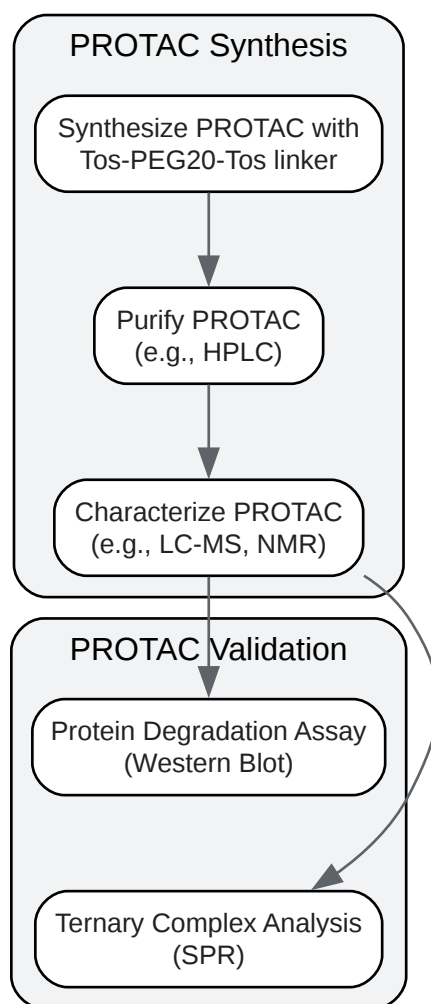 PROTAC Synthesis
Synthesize PROTAC with
Tos-PEG20-Tos linker
Purify PROTAC
(e.g., HPLC)
Characterize PROTAC
(e.g., LC-MS, NMR)
PROTAC Validation
Protein Degradation Assay
(Western Blot)
Ternary Complex Analysis
(SPR)